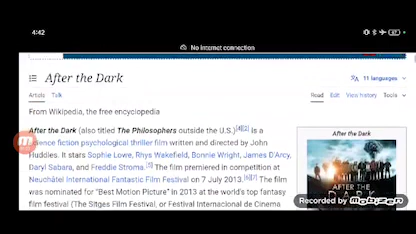 4:42
No internet connection
After the Dark
11 languages
Article Talk
Read Edit View history Tools
From Wikipedia, the free encyclopedia
After the Dark (also titled The Philosophers outside the U.S.)[4][2] is a
science fiction psychological thriller film written and directed by John
Huddles. It stars Sophie Lowe, Rhys Wakefield, Bonnie Wright, James D'Arcy,
Daryl Sabara, and Freddie Stroma.[5] The film premiered in competition at
Neuchâtel International Fantastic Film Festival on 7 July 2013.[6][7] The film
was nominated for "Best Motion Picture" in 2013 at the world's top fantasy
film festival (The Sitges Film Festival, or Festival Internacional de Cinema
After the Dark
AFTER THE
DARK
Recorded by mobizen